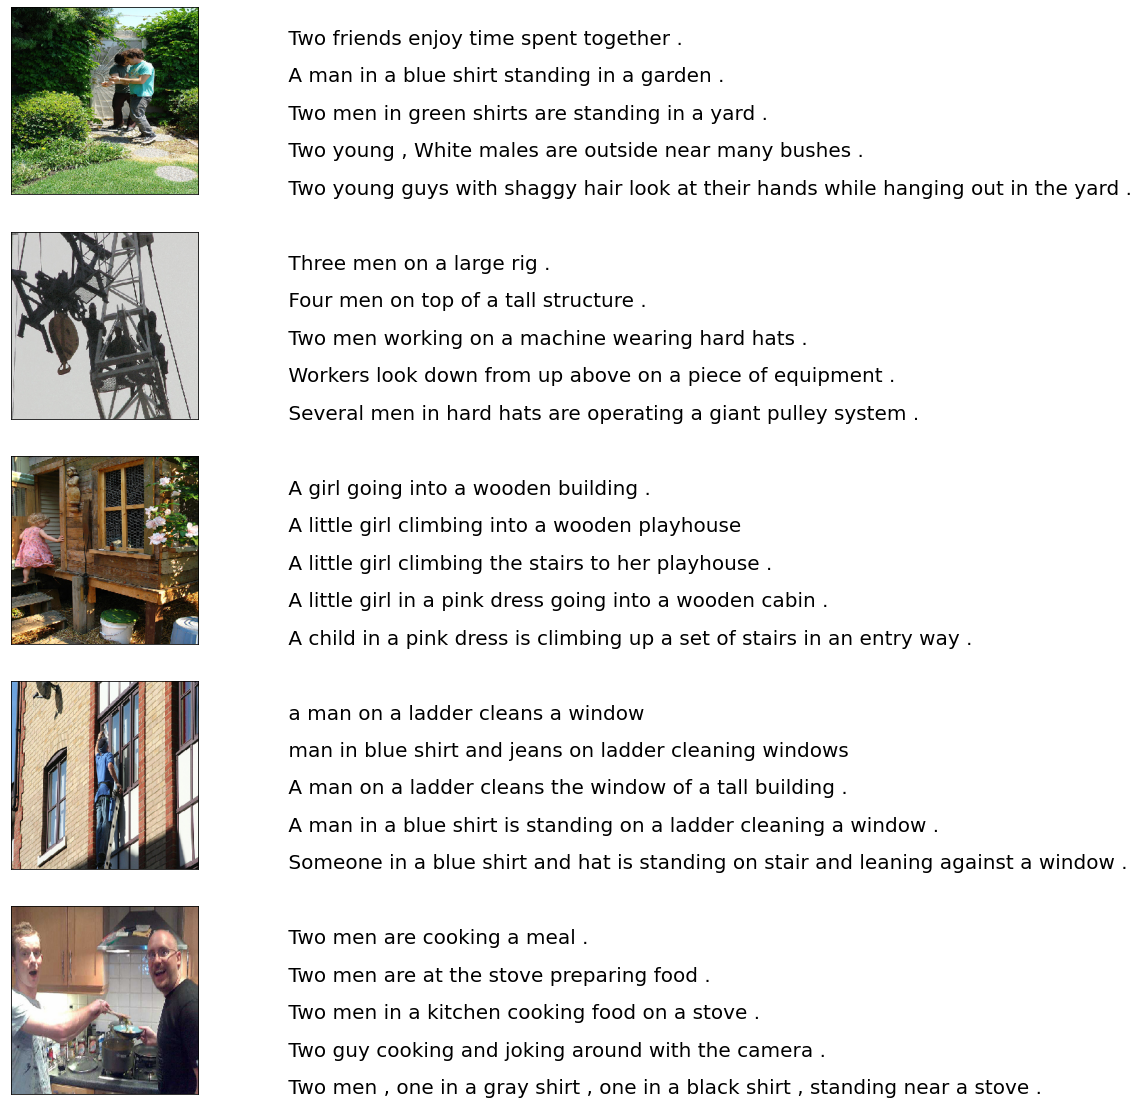 Two friends enjoy time spent together .
A man in a blue shirt standing in a garden .
Two men in green shirts are standing in a yard .
Two young , White males are outside near many bushes .
Two young guys with shaggy hair look at their hands while hanging out in the yard .
Three men on a large rig .
Four men on top of a tall structure .
Two men working on a machine wearing hard hats .
Workers look down from up above on a piece of equipment .
Several men in hard hats are operating a giant pulley system .
A girl going into a wooden building .
A little girl climbing into a wooden playhouse
A little girl climbing the stairs to her playhouse .
A little girl in a pink dress going into a wooden cabin .
A child in a pink dress is climbing up a set of stairs in an entry way .
a man on a ladder cleans a window
man in blue shirt and jeans on ladder cleaning windows
A man on a ladder cleans the window of a tall building .
A man in a blue shirt is standing on a ladder cleaning a window .
Someone in a blue shirt and hat is standing on stair and leaning against a window .
Two men are cooking a meal .
Two men are at the stove preparing food .
Two men in a kitchen cooking food on a stove .
Two guy cooking and joking around with the camera .
Two men , one in a gray shirt , one in a black shirt , standing near a stove .